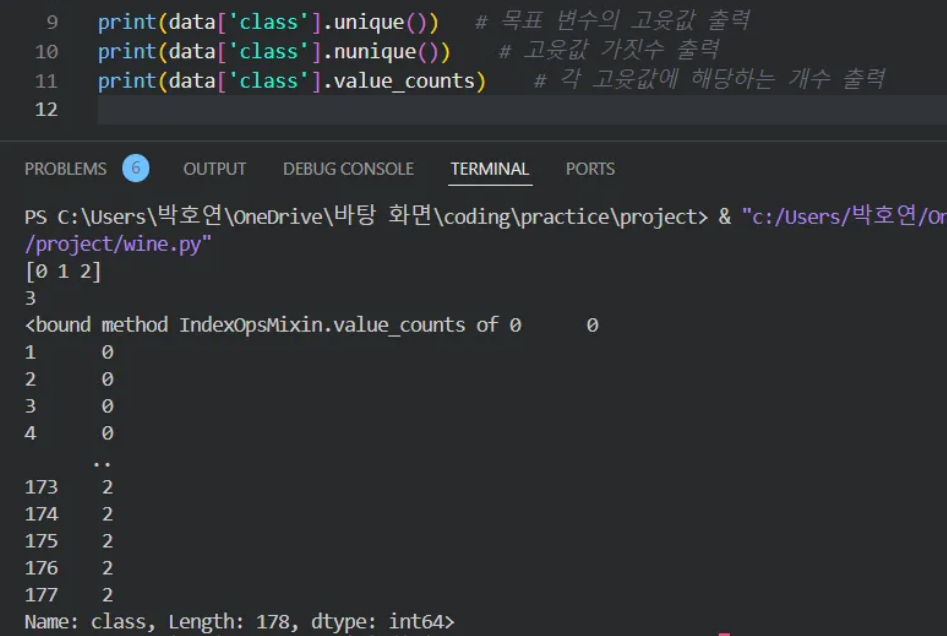 9 print(data['class'].unique()) # 목표 변수의 고윳값 출력
10 print(data['class'].nunique()) # 고윳값 가짓수 출력
11 print(data['class'].value_counts) # 각 고윳값에 해당하는 개수 출력
12
PROBLEMS 6 OUTPUT DEBUG CONSOLE TERMINAL PORTS
PS C:\Users\박호연\OneDrive\바탕 화면\coding\practice\project> & "c:/Users/박호연/On
/project/wine.py"
[0 1 2]
3
<bound method IndexOpsMixin.value_counts of 0 0
1 0
2 0
3 0
4 0
..
173 2
174 2
175 2
176 2
177 2
Name: class, Length: 178, dtype: int64>